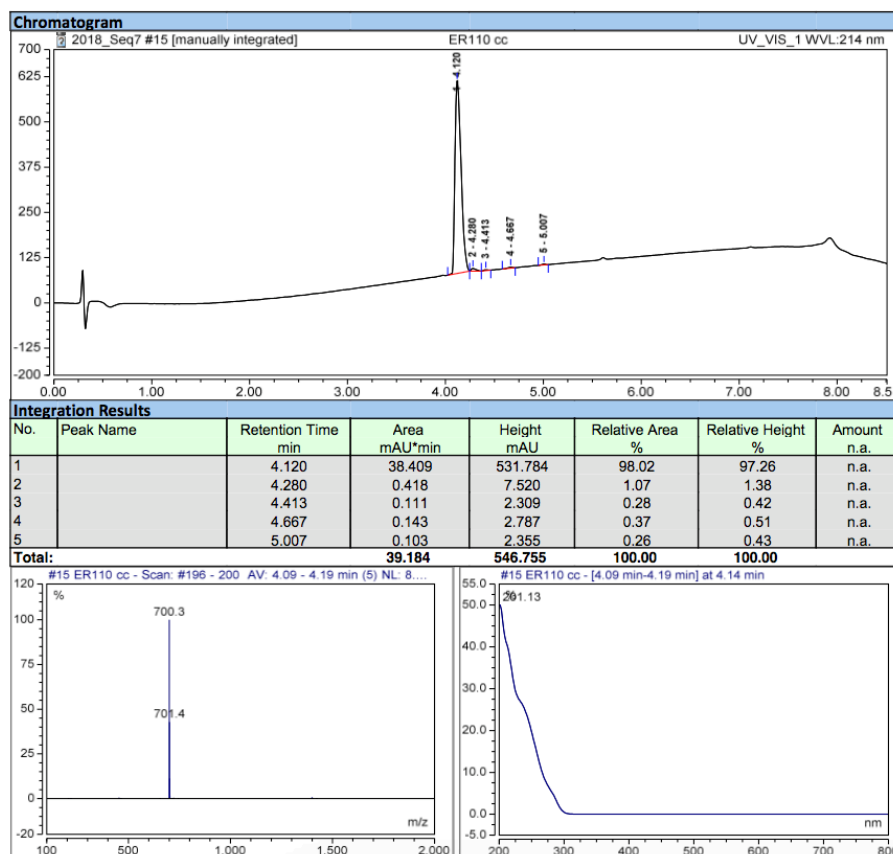 Chromatogram
2018_Seq7 #15 [manually integrated] ER110 cc UV_VIS_1 WVL:214 nm
700
625
500
375
250
125
0
-125
-200
1 - 4.120
2 - 4.280
3 - 4.413
4 - 4.667
5 - 5.007
0.00 1.00 2.00 3.00 4.00 5.00 6.00 7.00 8.00 8.5
Integration Results
No. Peak Name Retention Time Area Height Relative Area Relative Height Amount
min mAU*min mAU % % n.a.
1 4.120 38.409 531.784 98.02 97.26 n.a.
2 4.280 0.418 7.520 1.07 1.38 n.a.
3 4.413 0.111 2.309 0.28 0.42 n.a.
4 4.667 0.143 2.787 0.37 0.51 n.a.
5 5.007 0.103 2.355 0.26 0.43 n.a.
Total: 39.184 546.755 100.00 100.00
#15 ER110 cc - Scan: #196 - 200 AV: 4.09 - 4.19 min (5) NL: 8....
120
%
100
75
50
25
0
-20
700.3
701.4
m/z
100 500 1.000 1.500 2.000
#15 ER110 cc - [4.09 min-4.19 min] at 4.14 min
55.0
%
201.13
50.0
40.0
30.0
20.0
10.0
0.0
-5.0
nm
200 300 400 500 600 700 800